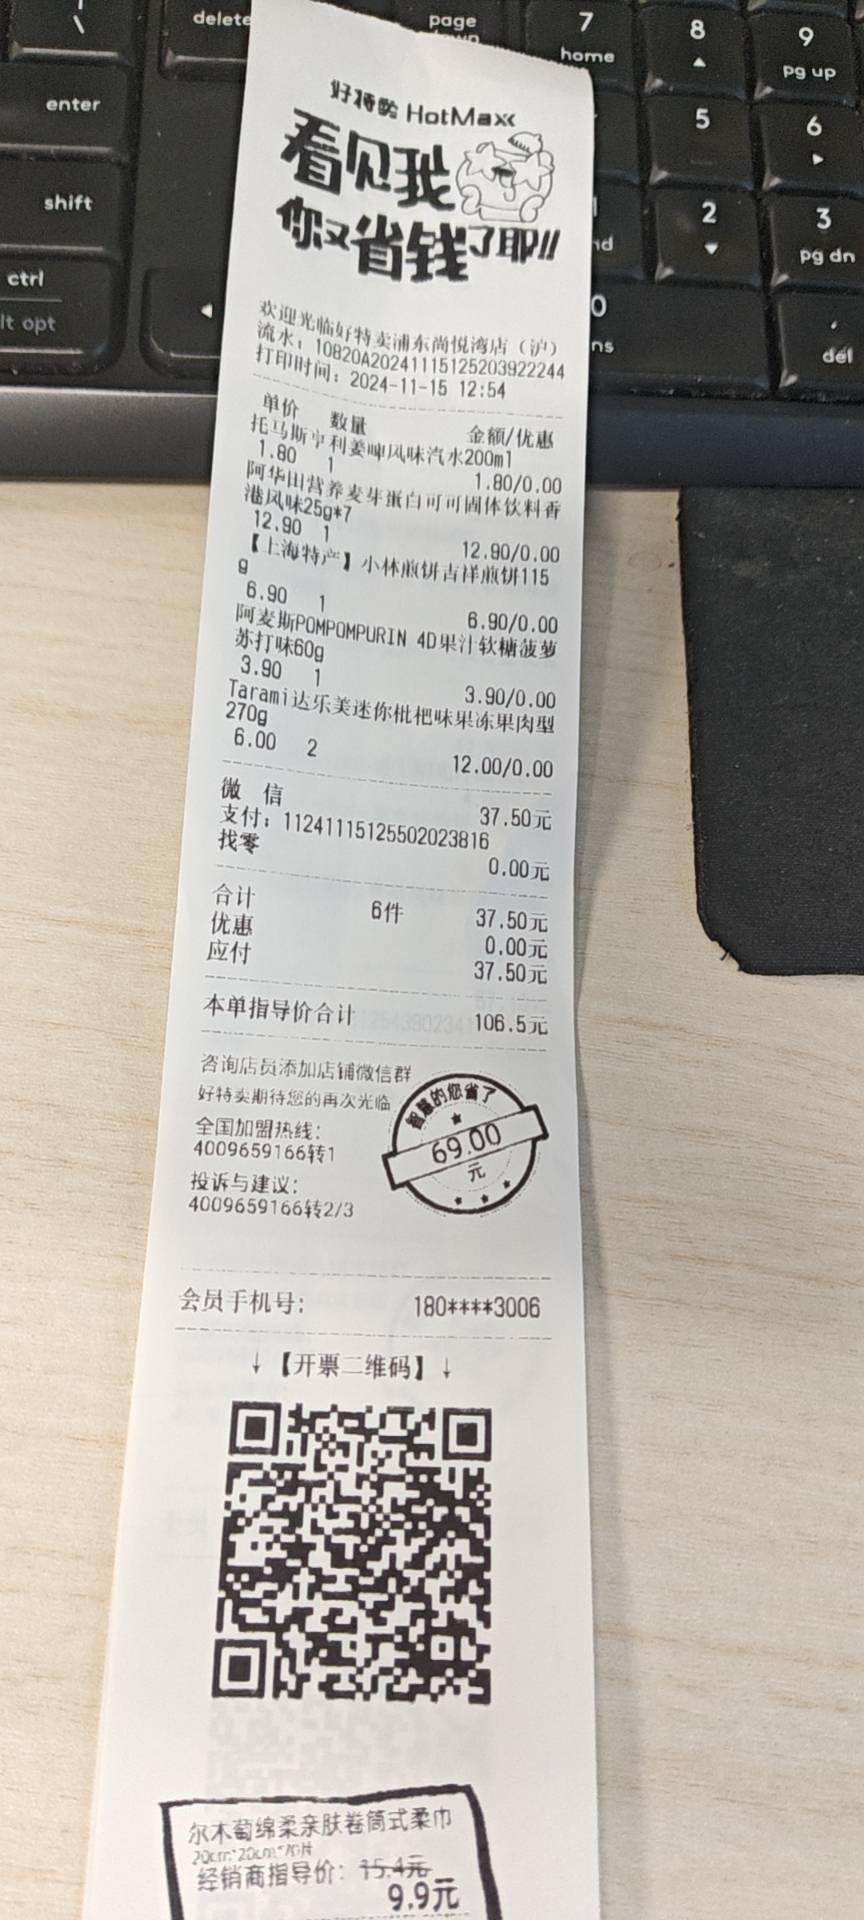 delete
page
down
7
home
8
9
pg up
enter
5
6
shift
2
3
pg dn
ctrl
lt opt
0
ns
.
del
好特卖 HotMaxx
看见我
你又省钱了耶!!
欢迎光临好特卖浦东尚悦湾店（沪）
流水：10820A20241115125203922244
打印时间：2024-11-15 12:54
单价 数量 金额/优惠
托马斯亨利姜啤风味汽水200ml
1.80 1 1.80/0.00
阿华田营养麦芽蛋白可可固体饮料香
港风味25g*7
12.90 1 12.90/0.00
【上海特产】小林煎饼吉祥煎饼115
g
6.90 1 6.90/0.00
阿麦斯POMPOMPURIN 4D果汁软糖菠萝
苏打味60g
3.90 1 3.90/0.00
Tarami达乐美迷你枇杷味果冻果肉型
270g
6.00 2 12.00/0.00
微 信 37.50元
支付：11241115125502023816
找零 0.00元
合计 6件 37.50元
优惠 0.00元
应付 37.50元
本单指导价合计 106.5元
咨询店员添加店铺微信群
好特卖期待您的再次光临
全国加盟热线：
4009659166转1
投诉与建议：
4009659166转2/3
智慧的您省了
69.00
元
会员手机号： 180****3006
↓【开票二维码】↓
尔木萄绵柔亲肤卷筒式柔巾
20cm*20cm*70片
经销商指导价：15.4元
9.9元